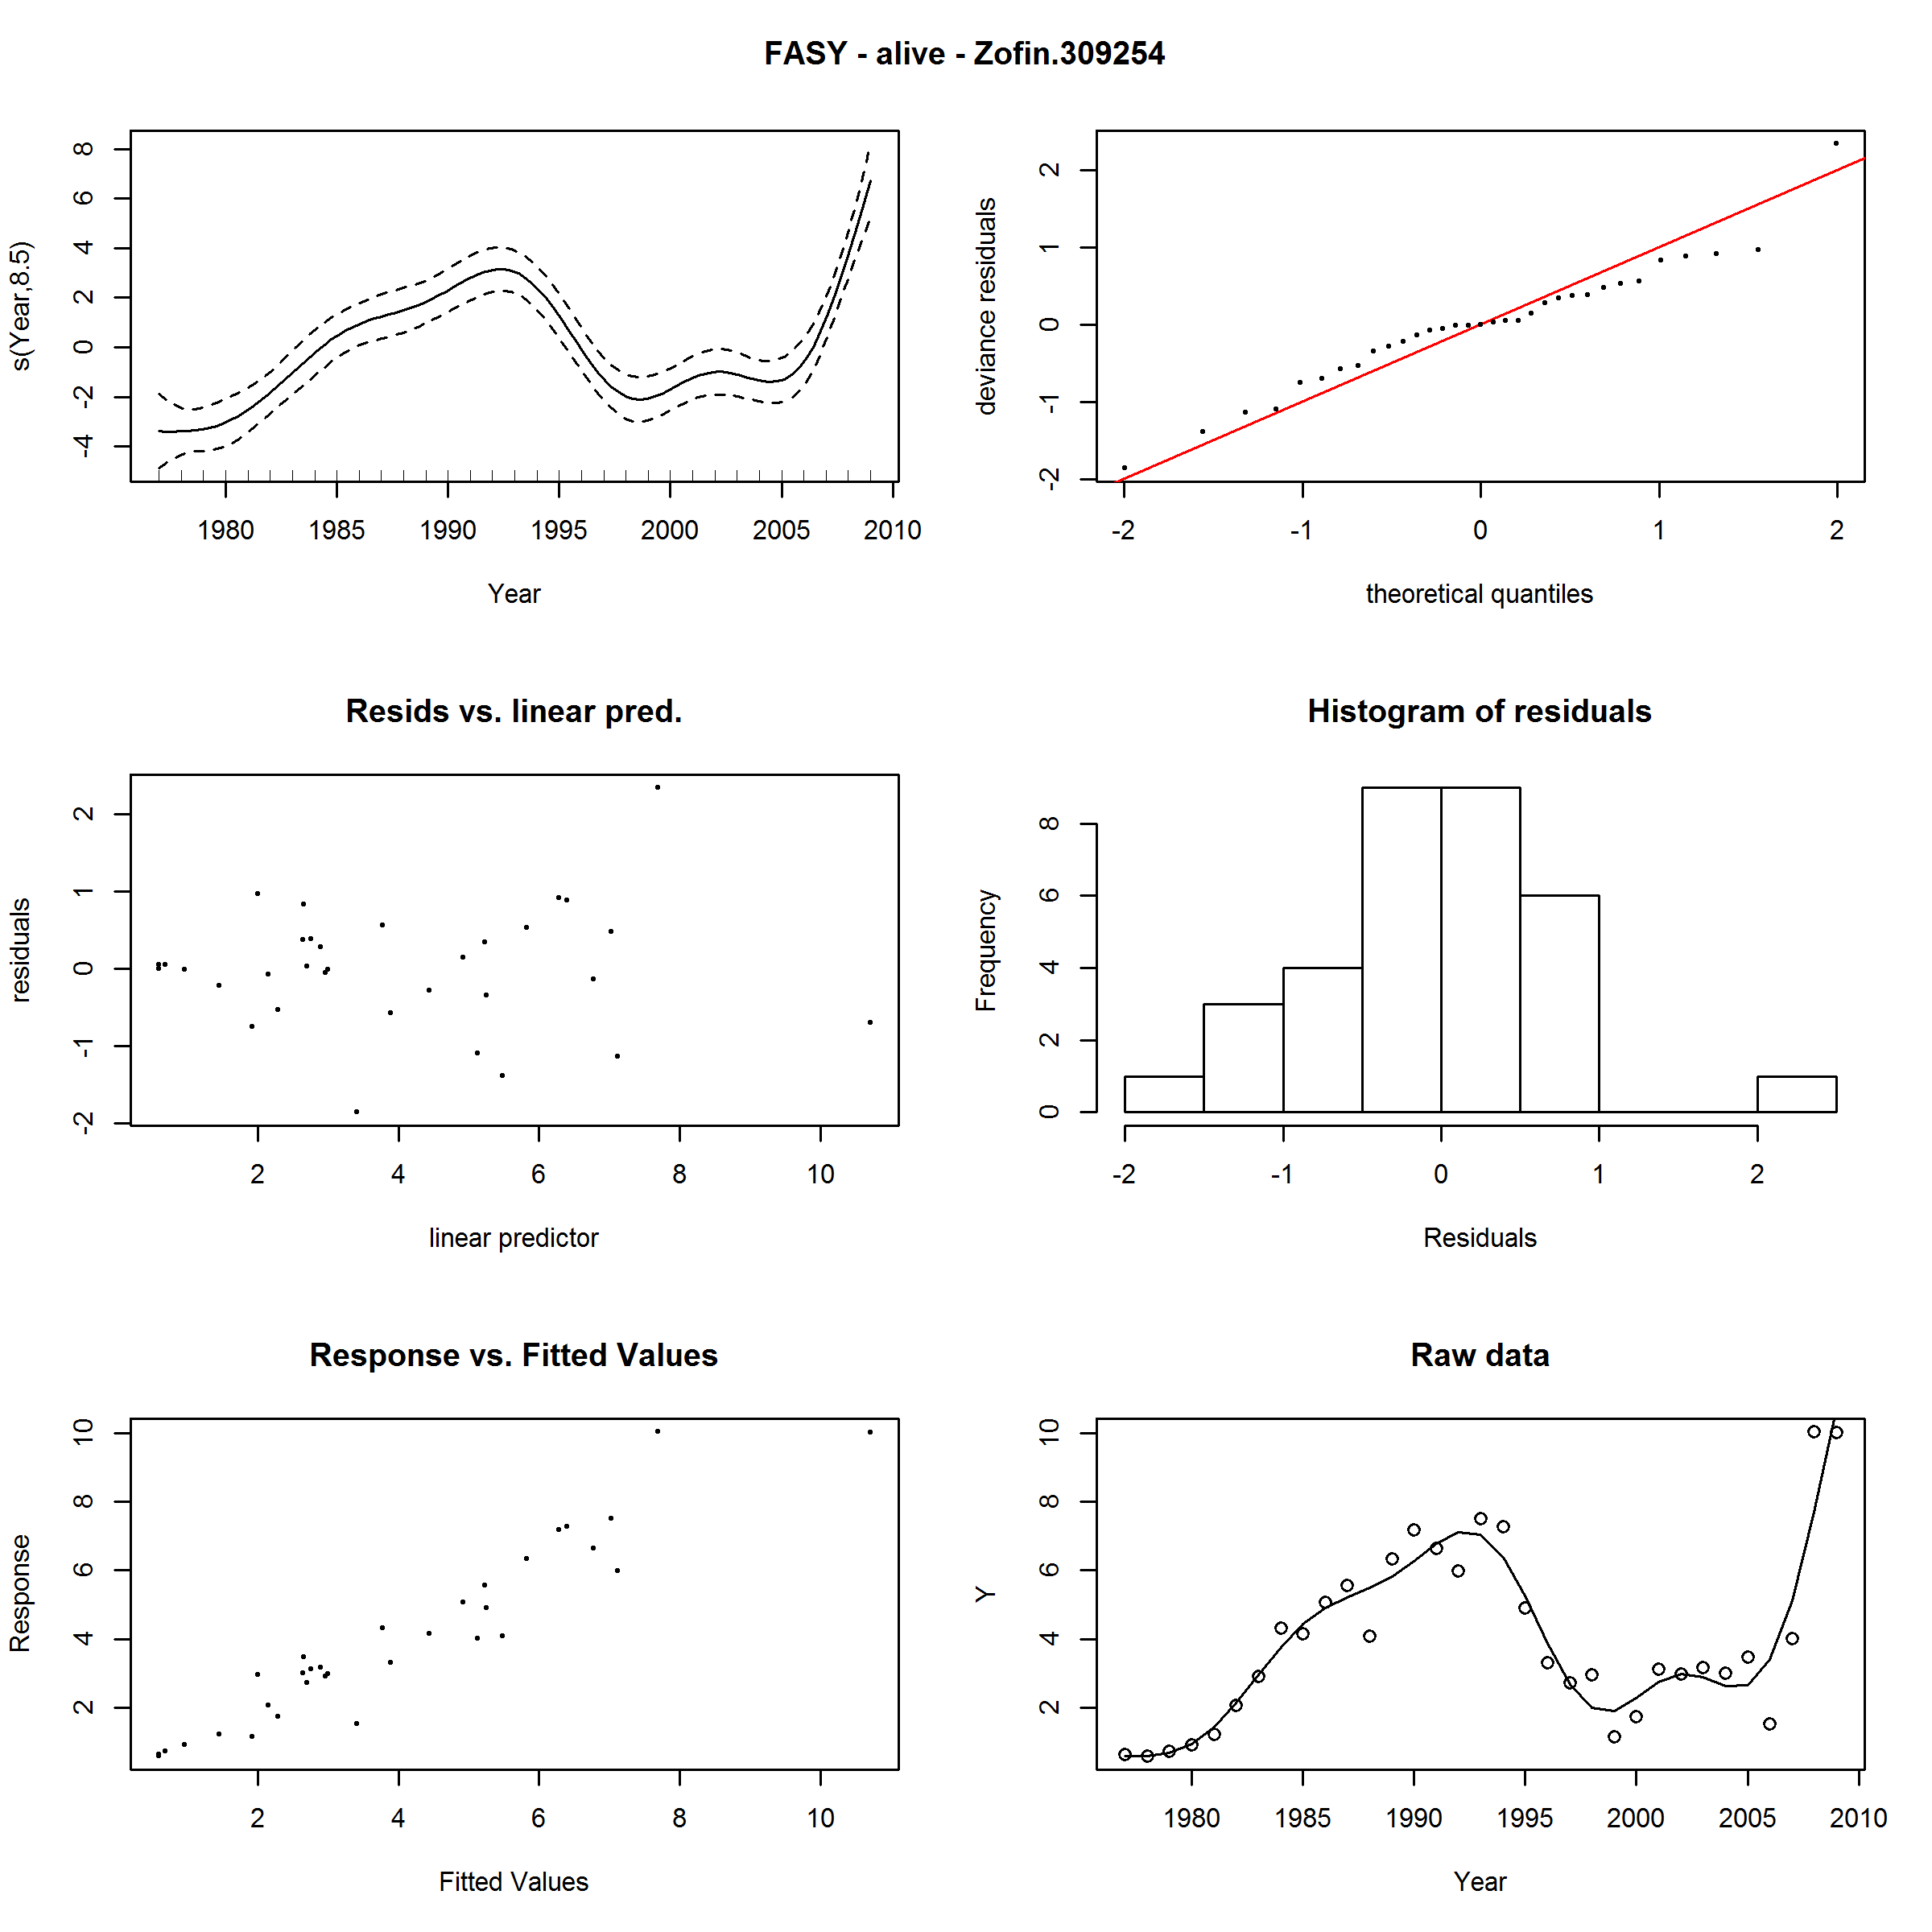 FASY - alive - Zofin.309254
s(Year,8.5)
8
6
4
2
0
-2
-4
1980 1985 1990 1995 2000 2005 2010
Year
deviance residuals
2
1
0
-1
-2
-2 -1 0 1 2
theoretical quantiles
Resids vs. linear pred.
residuals
2
1
0
-1
-2
2 4 6 8 10
linear predictor
Histogram of residuals
Frequency
8
6
4
2
0
-2 -1 0 1 2
Residuals
Response vs. Fitted Values
Response
10
8
6
4
2
2 4 6 8 10
Fitted Values
Raw data
Y
10
8
6
4
2
1980 1985 1990 1995 2000 2005 2010
Year